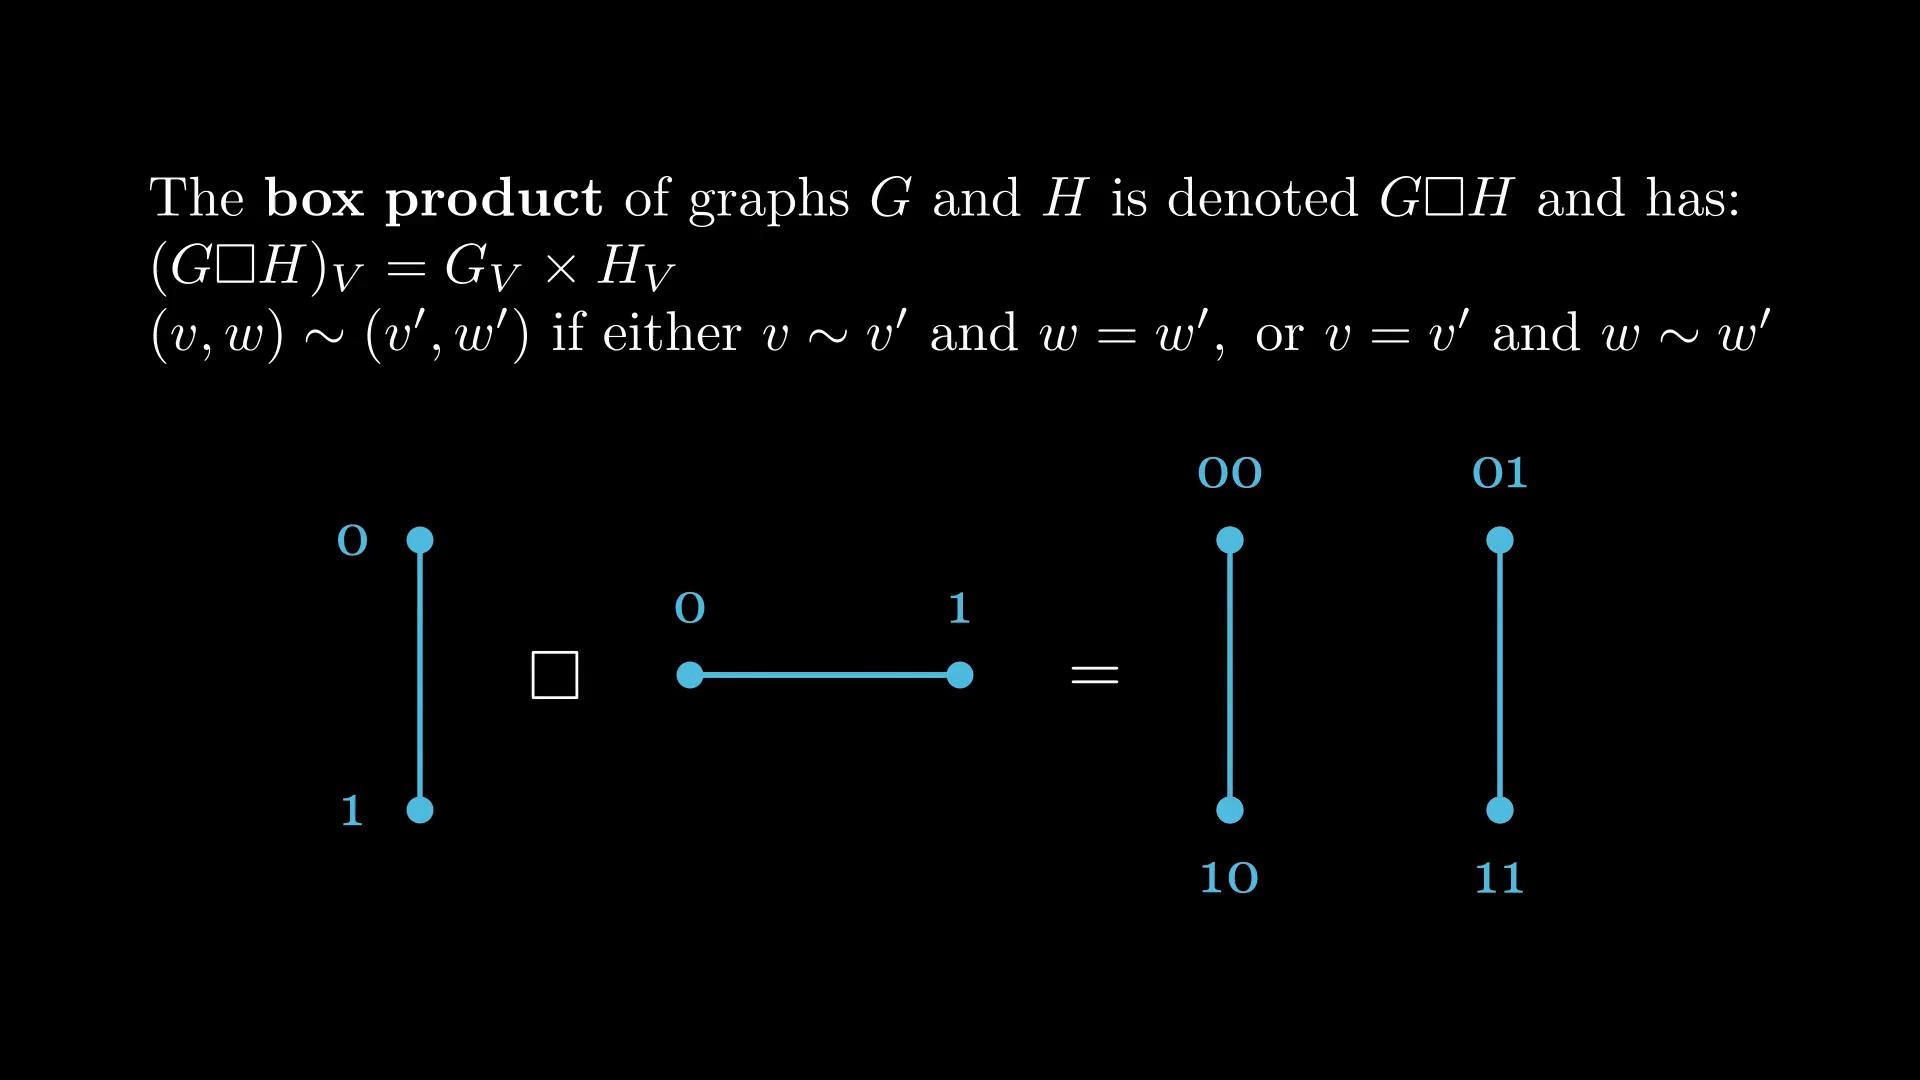 The box product of graphs G and H is denoted G□H and has:
(G□H)_V = G_V × H_V
(v, w) ∼ (v′, w′) if either v ∼ v′ and w = w′, or v = v′ and w ∼ w′
00 01
0
0 1
□ =
1
10 11